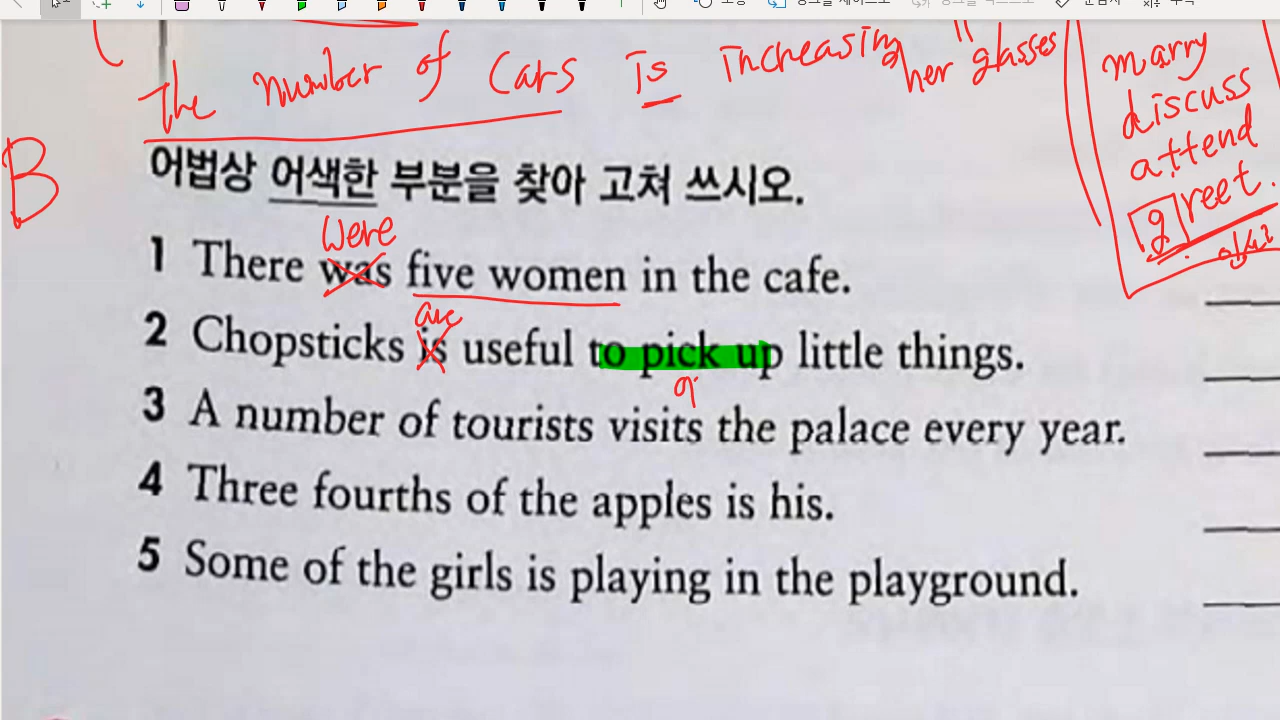 The number of cars is increasing
her glasses
marry
discuss
attend
greet.
B
어법상 어색한 부분을 찾아 고쳐 쓰시오.
were
1 There was five women in the cafe.
are
2 Chopsticks is useful to pick up little things.
3 A number of tourists visits the palace every year.
4 Three fourths of the apples is his.
5 Some of the girls is playing in the playground.